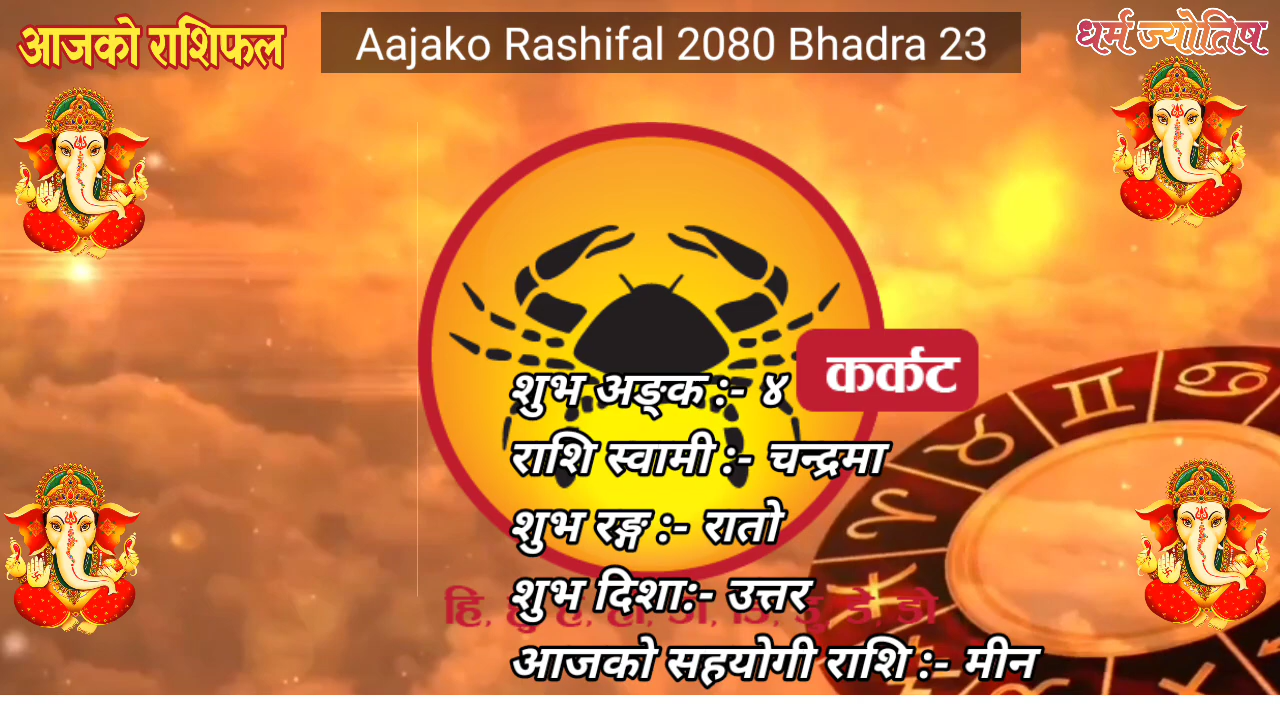 आजको राशिफल
Aajako Rashifal 2080 Bhadra 23
धर्म ज्योतिष
कर्कट
शुभ अङ्क :- ४
राशि स्वामी :- चन्द्रमा
शुभ रङ्ग :- रातो
शुभ दिशा:- उत्तर
हि, डे, डो
आजको सहयोगी राशि :- मीन